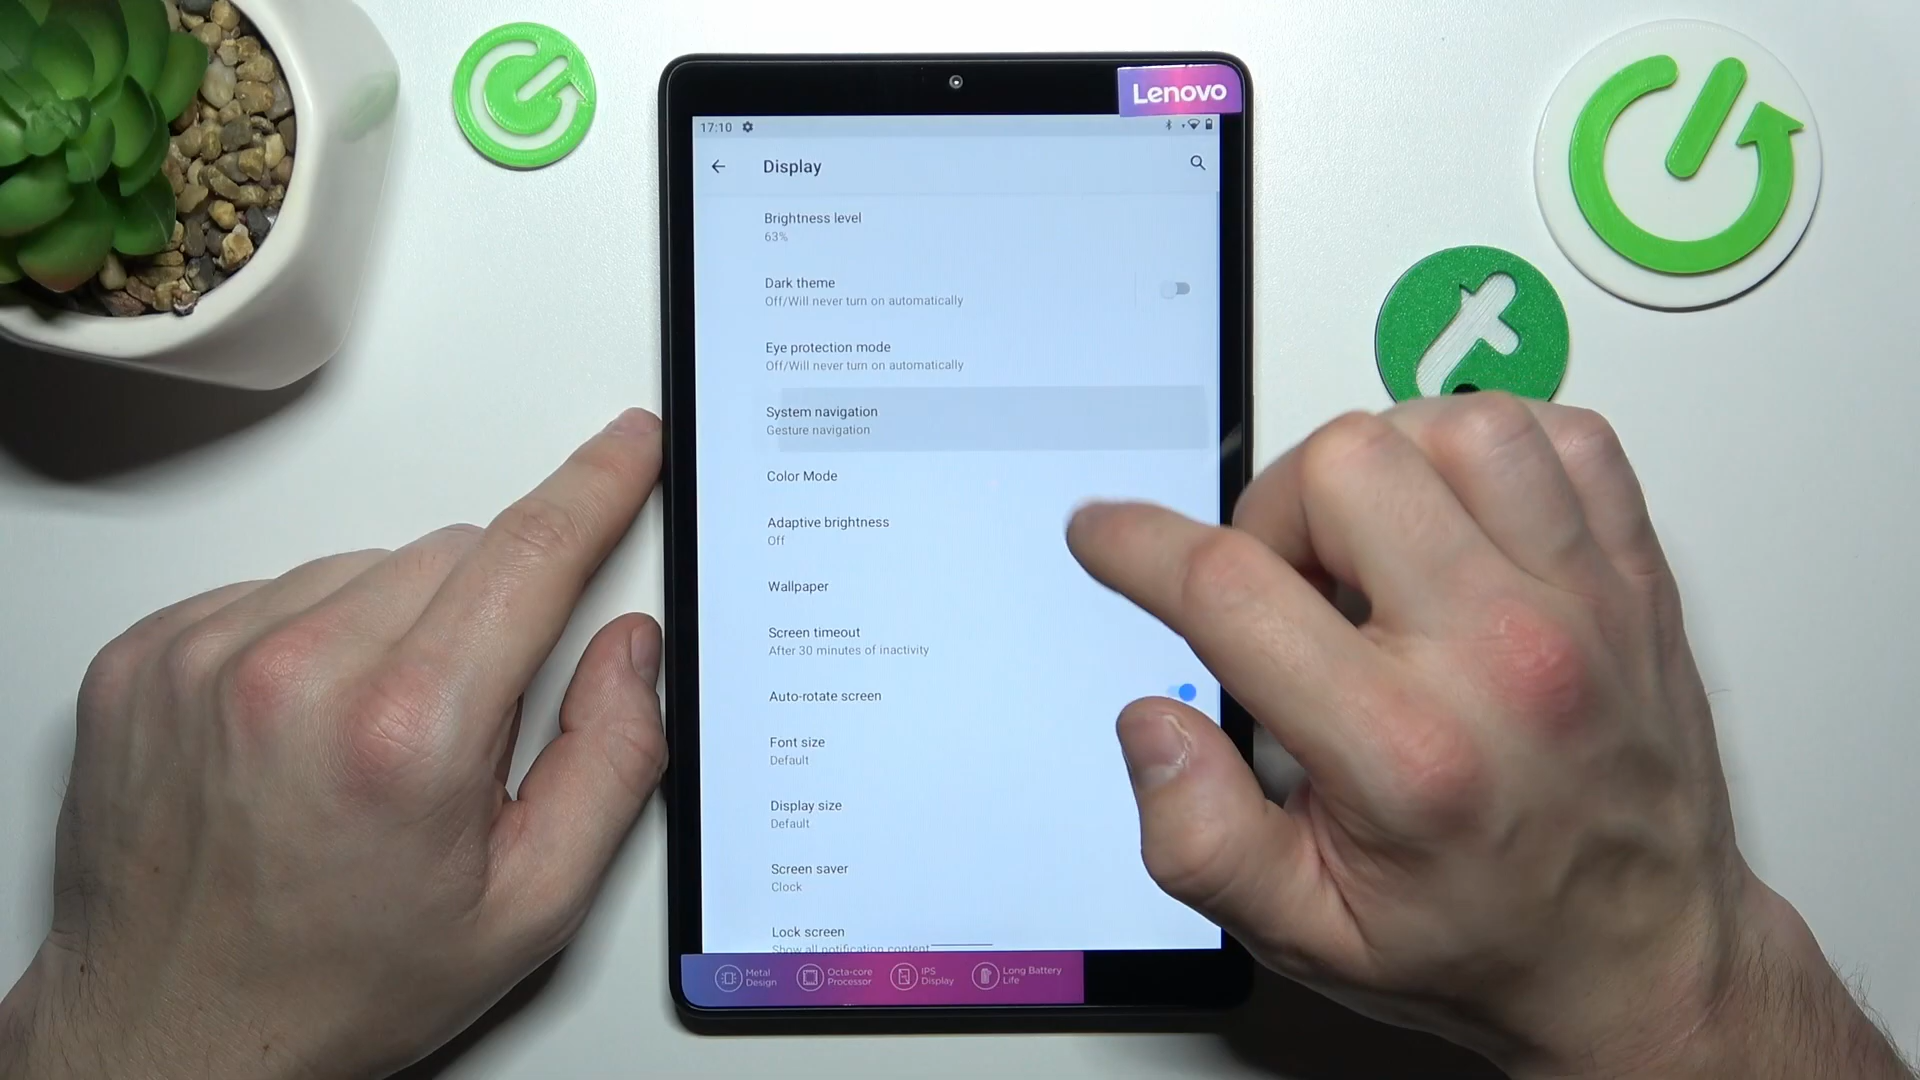 Lenovo
17:10
Display
Brightness level
63%
Dark theme
Off/Will never turn on automatically
Eye protection mode
Off/Will never turn on automatically
System navigation
Gesture navigation
Color Mode
Adaptive brightness
Off
Wallpaper
Screen timeout
After 30 minutes of inactivity
Auto-rotate screen
Font size
Default
Display size
Default
Screen saver
Clock
Lock screen
Show all notification content
Metal
Design
Octa-core
Processor
IPS
Display
Long Battery
Life